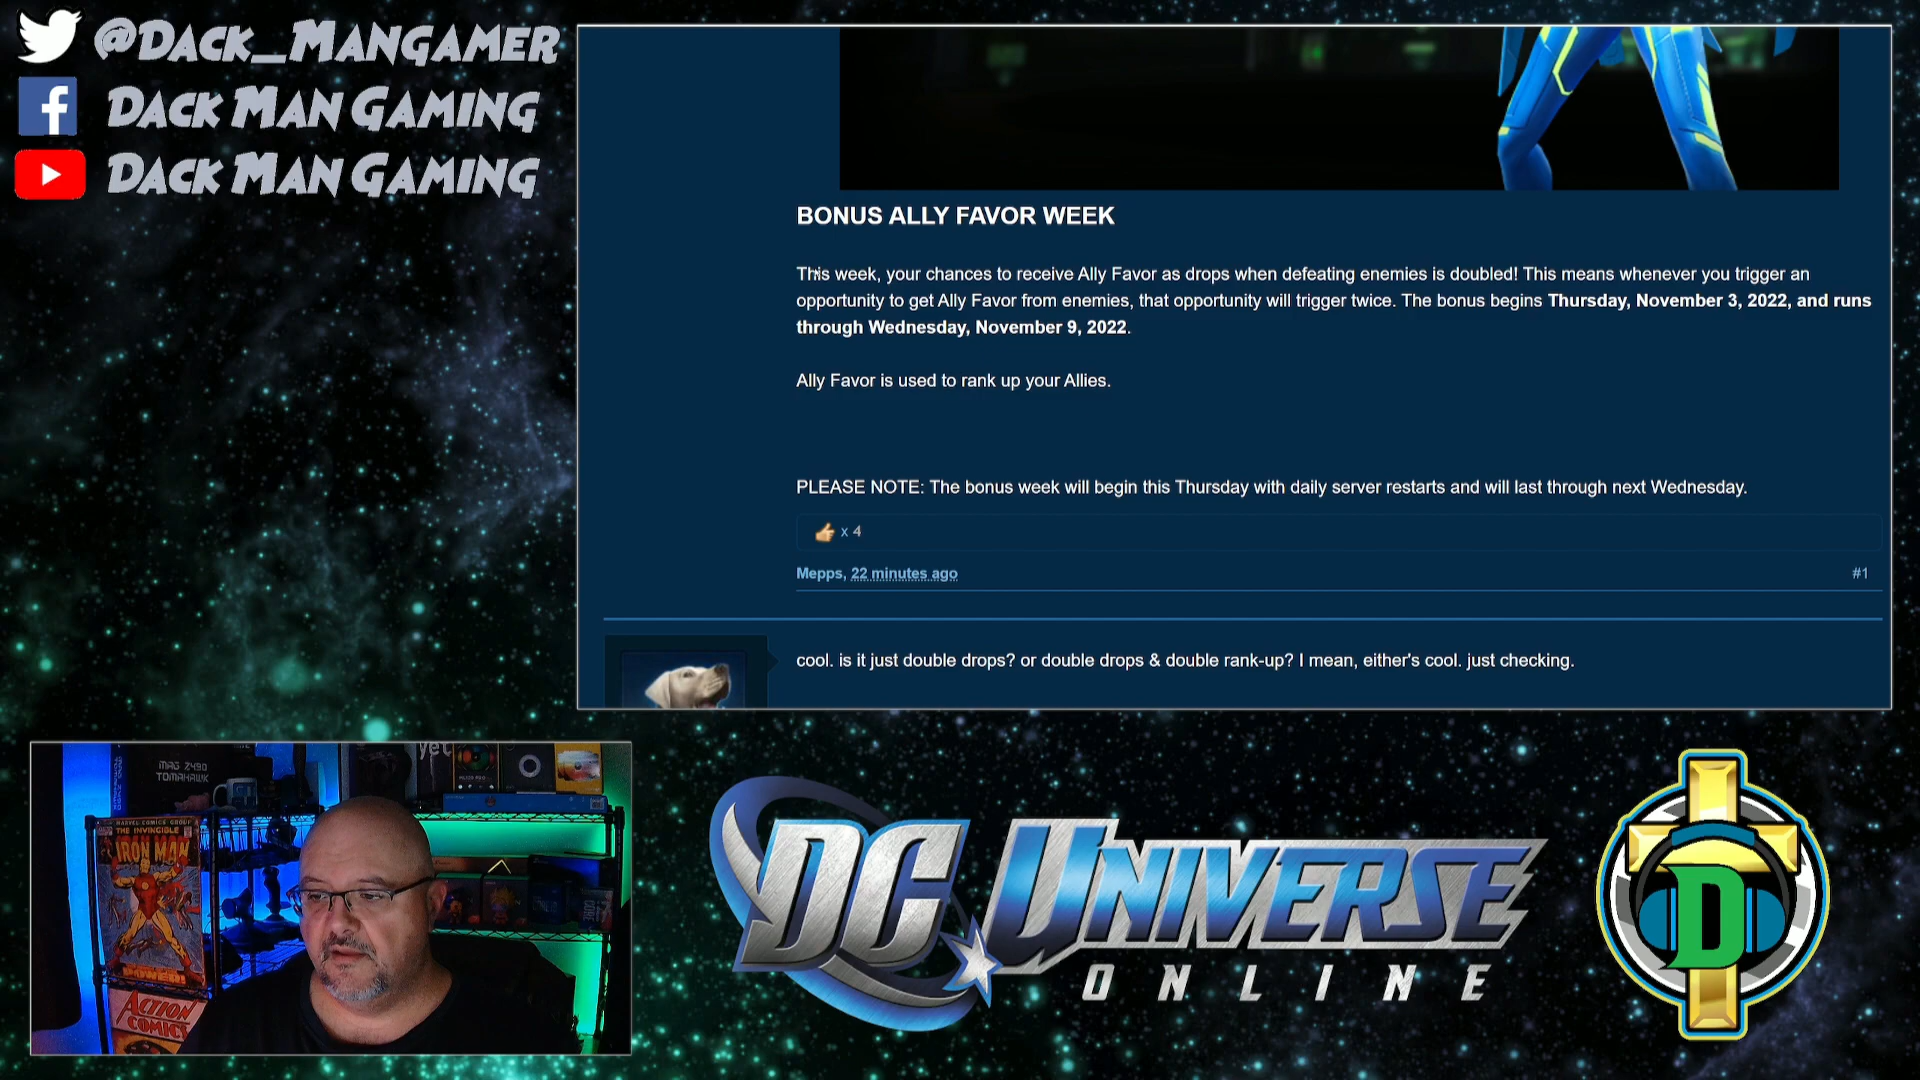 @Dack_Mangamer
Dack Man Gaming
Dack Man Gaming
BONUS ALLY FAVOR WEEK
This week, your chances to receive Ally Favor as drops when defeating enemies is doubled! This means whenever you trigger an
opportunity to get Ally Favor from enemies, that opportunity will trigger twice. The bonus begins Thursday, November 3, 2022, and runs
through Wednesday, November 9, 2022.
Ally Favor is used to rank up your Allies.
PLEASE NOTE: The bonus week will begin this Thursday with daily server restarts and will last through next Wednesday.
x 4
Mepps, 22 minutes ago
#1
cool. is it just double drops? or double drops & double rank-up? I mean, either's cool. just checking.
yet
MAG Z490
TOMAHAWK
MARVEL COMICS GROUP
THE INVINCIBLE
IRON MAN
POWER!
ACTION
COMICS
DC UNIVERSE
ONLINE
D